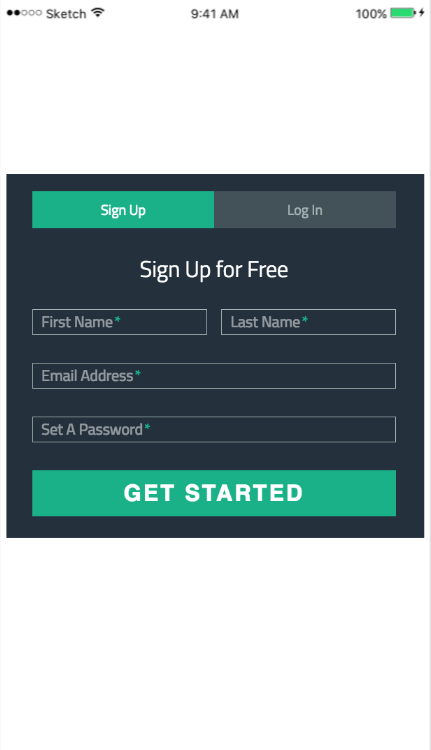 Sketch 9:41 AM 100%
Sign Up Log In
Sign Up for Free
First Name* Last Name*
Email Address*
Set A Password*
GET STARTED